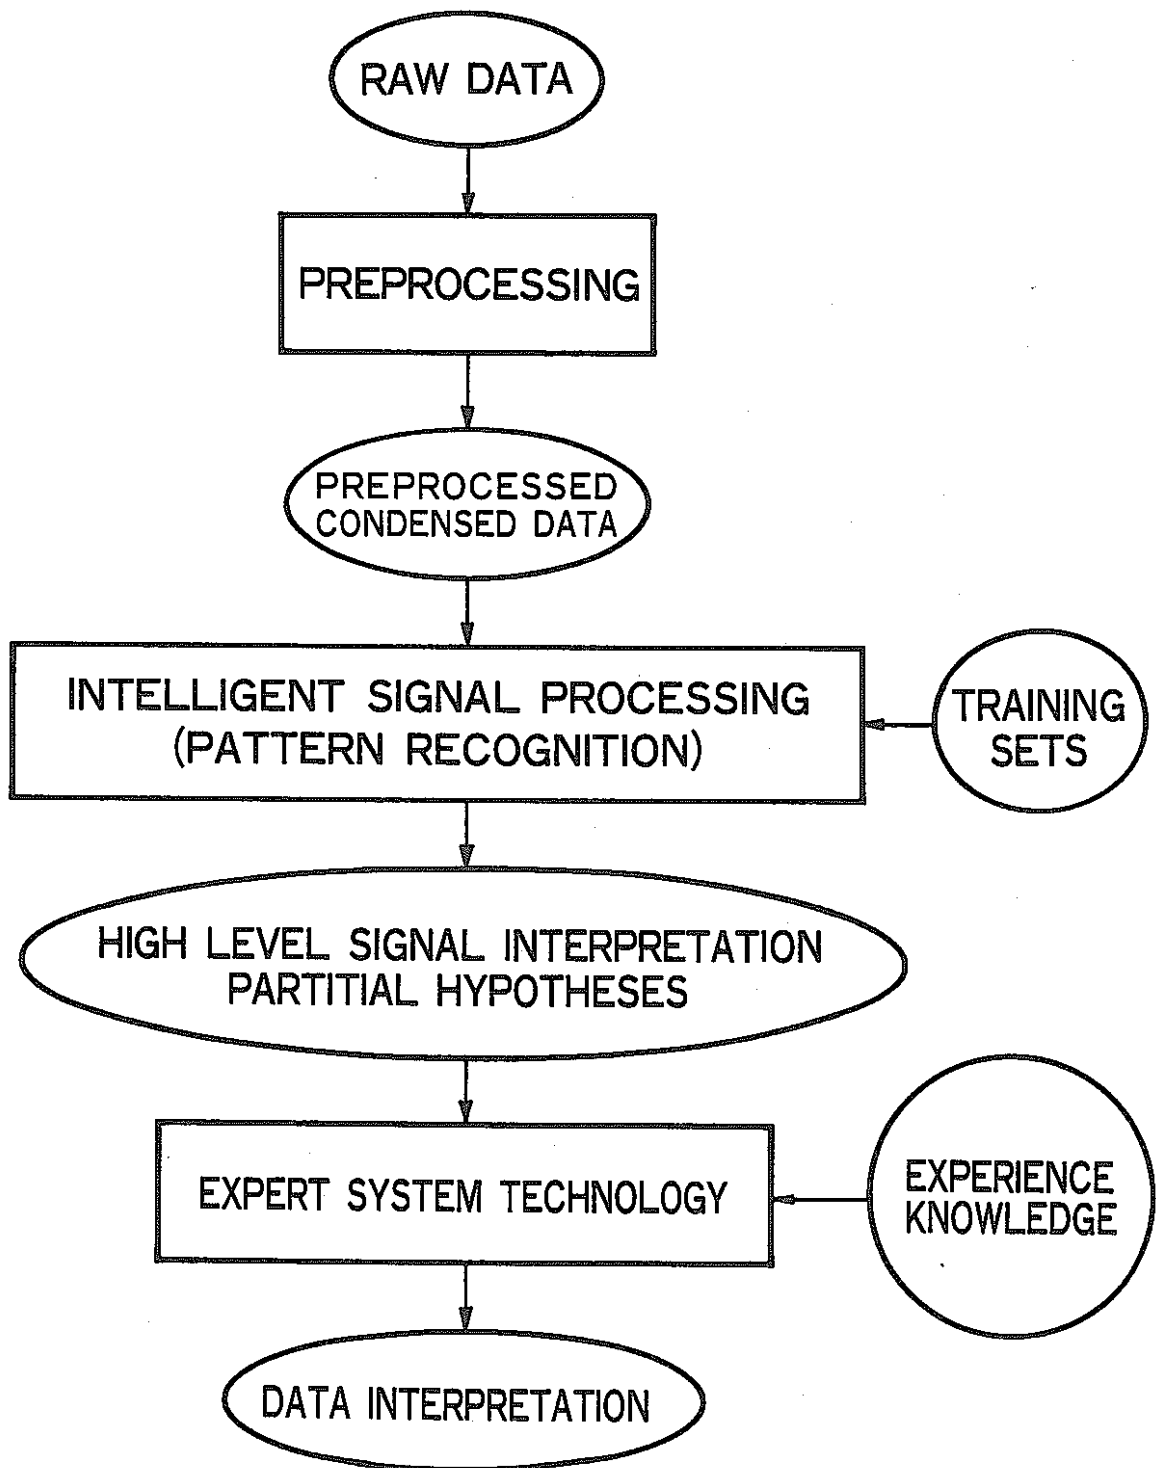 RAW DATA
PREPROCESSING
PREPROCESSED
CONDENSED DATA
INTELLIGENT SIGNAL PROCESSING
(PATTERN RECOGNITION)
TRAINING
SETS
HIGH LEVEL SIGNAL INTERPRETATION
PARTITIAL HYPOTHESES
EXPERT SYSTEM TECHNOLOGY
EXPERIENCE
KNOWLEDGE
DATA INTERPRETATION